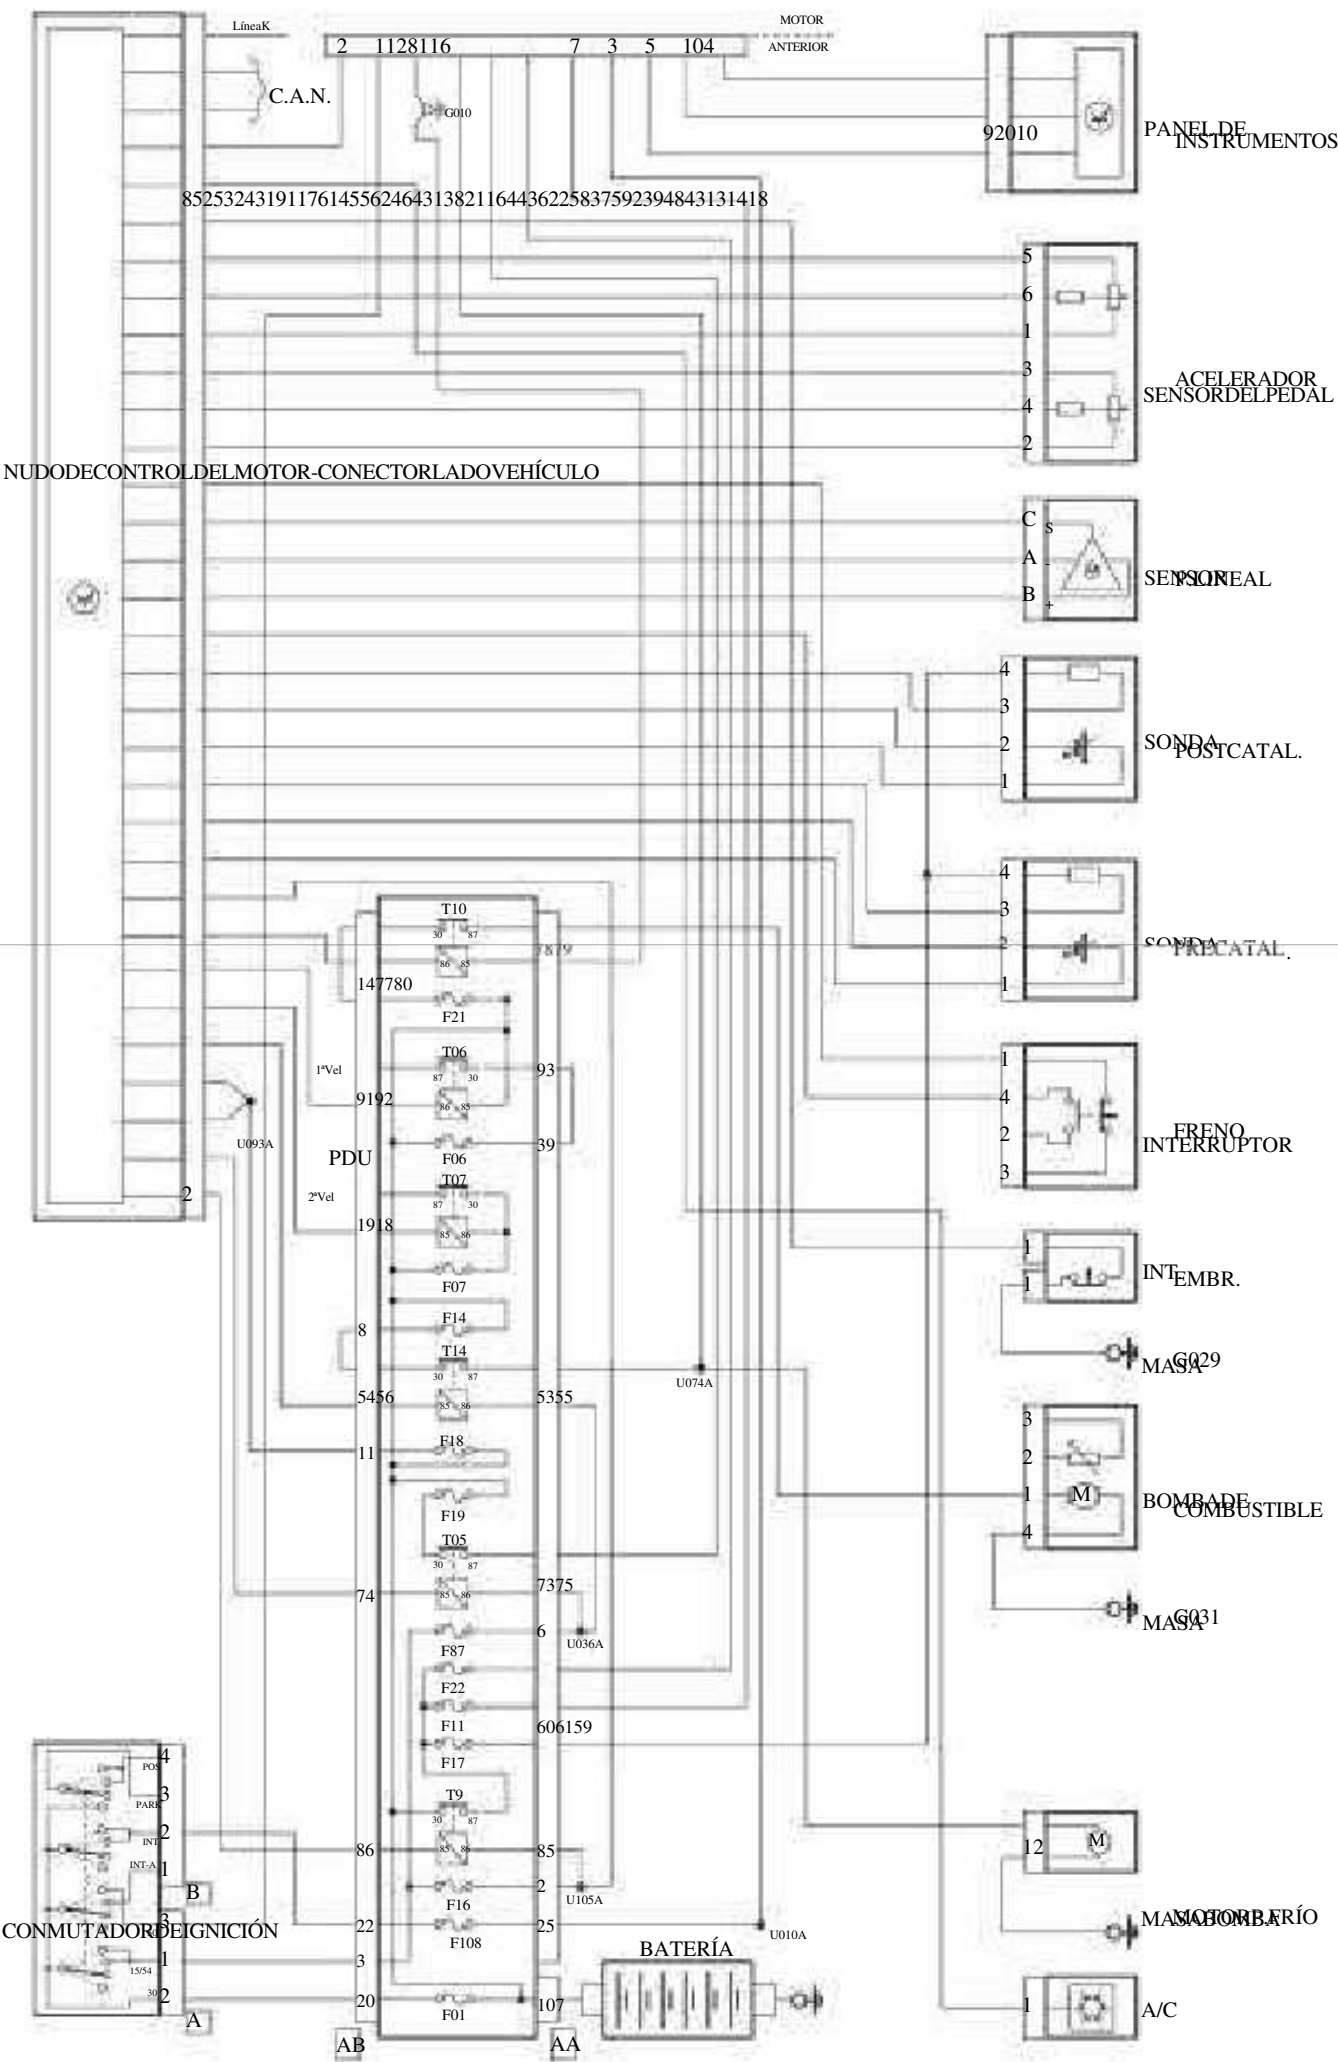 LíneaK
MOTOR
ANTERIOR
2 1128116 7 3 5 104
C.A.N.
G010
92010
PANEL DE
INSTRUMENTOS
8525324319117614556246431382116443622583759239484313 1418
5
6
1
3
4
2
ACELERADOR
SENSORDELPEDAL
NUDODECONTROLDELMOTOR-CONECTORLADOVEHÍCULO
C
S
A
-
B
+
SENSOR
P.LINEAL
4
3
2
1
SONDA
POSTCATAL.
4
3
2
1
SONDA
PRECATAL.
T10
30 87
86 85
7879
147780
F21
T06
1ªVel
87 30
93
9192
86 85
U093A
PDU
F06
39
T07
2ªVel
87 30
2
1918
85 86
F07
1
4
2
3
FRENO
INTERRUPTOR
1
1
INT
EMBR.
G029
MASA
F14
8
T14
30 87
U074A
5456
85 86
5355
F18
11
F19
T05
30 87
74
85 86
7375
6
U036A
F87
F22
F11
606159
F17
3
2
1
M
4
BOMBADE
COMBUSTIBLE
G031
MASA
T9
30 87
86
85 86
85
2
U105A
F16
22
25
U010A
F108
3
20
F01
107
AB
AA
BATERÍA
4
POS
3
PARK
2
INT
INT-A
1
B
3
CONMUTADORDEIGNICIÓN
1
15/54
30
2
A
12
M
MOTORB.FRÍO
MASABOMBA
1
A/C